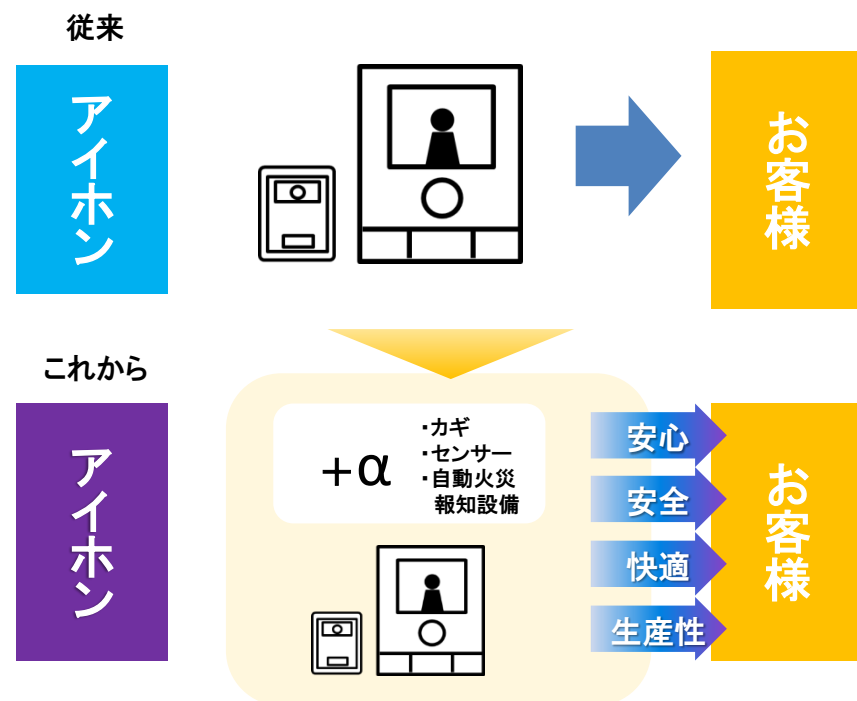 従来
アイホン
お客様
これから
アイホン
+α
・カギ
・センサー
・自動火災
報知設備
安心
安全
快適
生産性
お客様